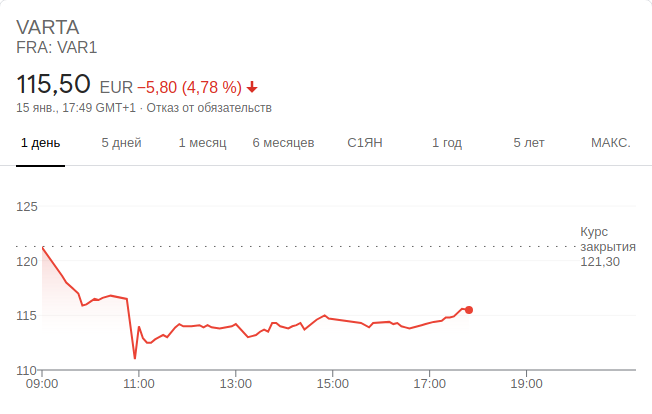 VARTA
FRA: VAR1
115,50 EUR −5,80 (4,78 %)
15 янв., 17:49 GMT+1 · Отказ от обязательств
1 день 5 дней 1 месяц 6 месяцев С1ЯН 1 год 5 лет МАКС.
125
Курс
закрытия
121,30
120
115
110
09:00 11:00 13:00 15:00 17:00 19:00